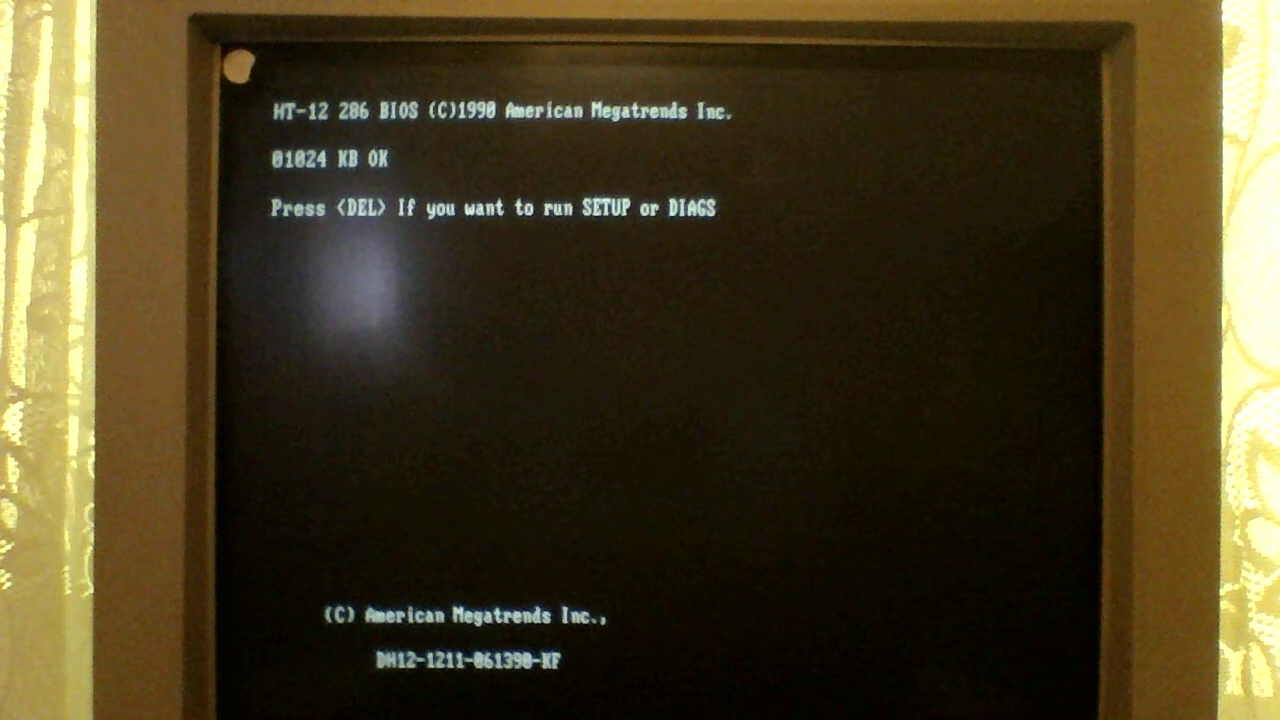 HT-12 286 BIOS (C)1990 American Megatrends Inc.
01024 KB OK
Press <DEL> If you want to run SETUP or DIAGS
(C) American Megatrends Inc.,
DH12-1211-061390-KF